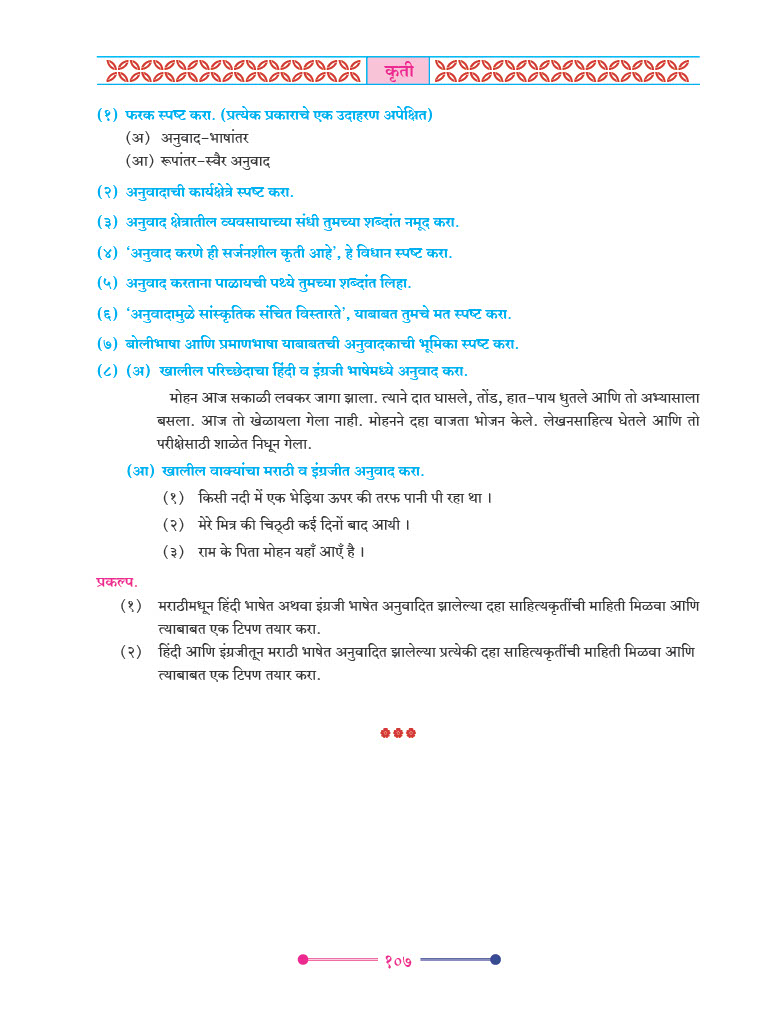 कृती
(१) फरक स्पष्ट करा. (प्रत्येक प्रकाराचे एक उदाहरण अपेक्षित)
(अ) अनुवाद-भाषांतर
(आ) रूपांतर-स्वैर अनुवाद
(२) अनुवादाची कार्यक्षेत्रे स्पष्ट करा.
(३) अनुवाद क्षेत्रातील व्यवसायाच्या संधी तुमच्या शब्दांत नमूद करा.
(४) ‘अनुवाद करणे ही सर्जनशील कृती आहे’, हे विधान स्पष्ट करा.
(५) अनुवाद करताना पाळायची पथ्ये तुमच्या शब्दांत लिहा.
(६) ‘अनुवादामुळे सांस्कृतिक संचित विस्तारते’, याबाबत तुमचे मत स्पष्ट करा.
(७) बोलीभाषा आणि प्रमाणभाषा याबाबतची अनुवादकाची भूमिका स्पष्ट करा.
(८) (अ) खालील परिच्छेदाचा हिंदी व इंग्रजी भाषेमध्ये अनुवाद करा.
मोहन आज सकाळी लवकर जागा झाला. त्याने दात घासले, तोंड, हात-पाय धुतले आणि तो अभ्यासाला
बसला. आज तो खेळायला गेला नाही. मोहनने दहा वाजता भोजन केले. लेखनसाहित्य घेतले आणि तो
परीक्षेसाठी शाळेत निघून गेला.
(आ) खालील वाक्यांचा मराठी व इंग्रजीत अनुवाद करा.
(१) किसी नदी में एक भेड़िया ऊपर की तरफ पानी पी रहा था ।
(२) मेरे मित्र की चिठ्ठी कई दिनों बाद आयी ।
(३) राम के पिता मोहन यहाँ आएँ है ।
प्रकल्प.
(१) मराठीमधून हिंदी भाषेत अथवा इंग्रजी भाषेत अनुवादित झालेल्या दहा साहित्यकृतींची माहिती मिळवा आणि
त्याबाबत एक टिपण तयार करा.
(२) हिंदी आणि इंग्रजीतून मराठी भाषेत अनुवादित झालेल्या प्रत्येकी दहा साहित्यकृतींची माहिती मिळवा आणि
त्याबाबत एक टिपण तयार करा.
१०७